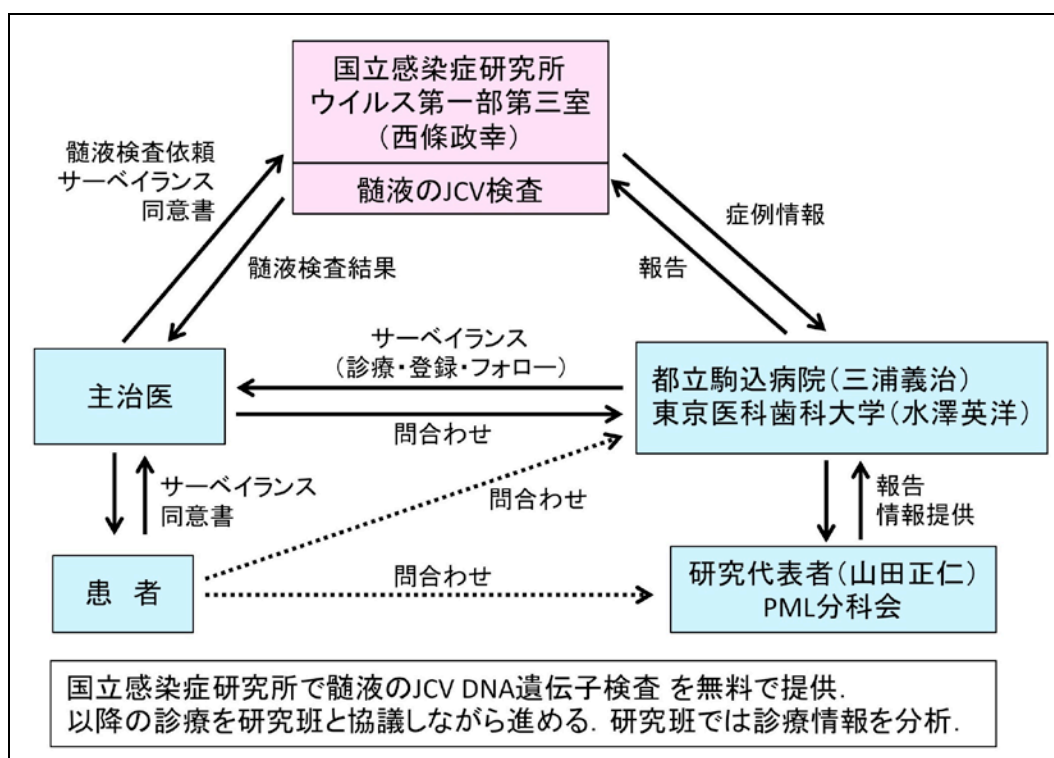 国立感染症研究所
ウイルス第一部第三室
（西條政幸）
髄液のJCV検査
髄液検査依頼
サーベイランス
同意書
髄液検査結果
症例情報
報告
サーベイランス
（診療・登録・フォロー）
問合わせ
主治医
都立駒込病院（三浦義治）
東京医科歯科大学（水澤英洋）
サーベイランス
同意書
問合わせ
報告
情報提供
患 者
問合わせ
研究代表者（山田正仁）
PML分科会
国立感染症研究所で髄液のJCV DNA遺伝子検査 を無料で提供．
以降の診療を研究班と協議しながら進める．研究班では診療情報を分析．